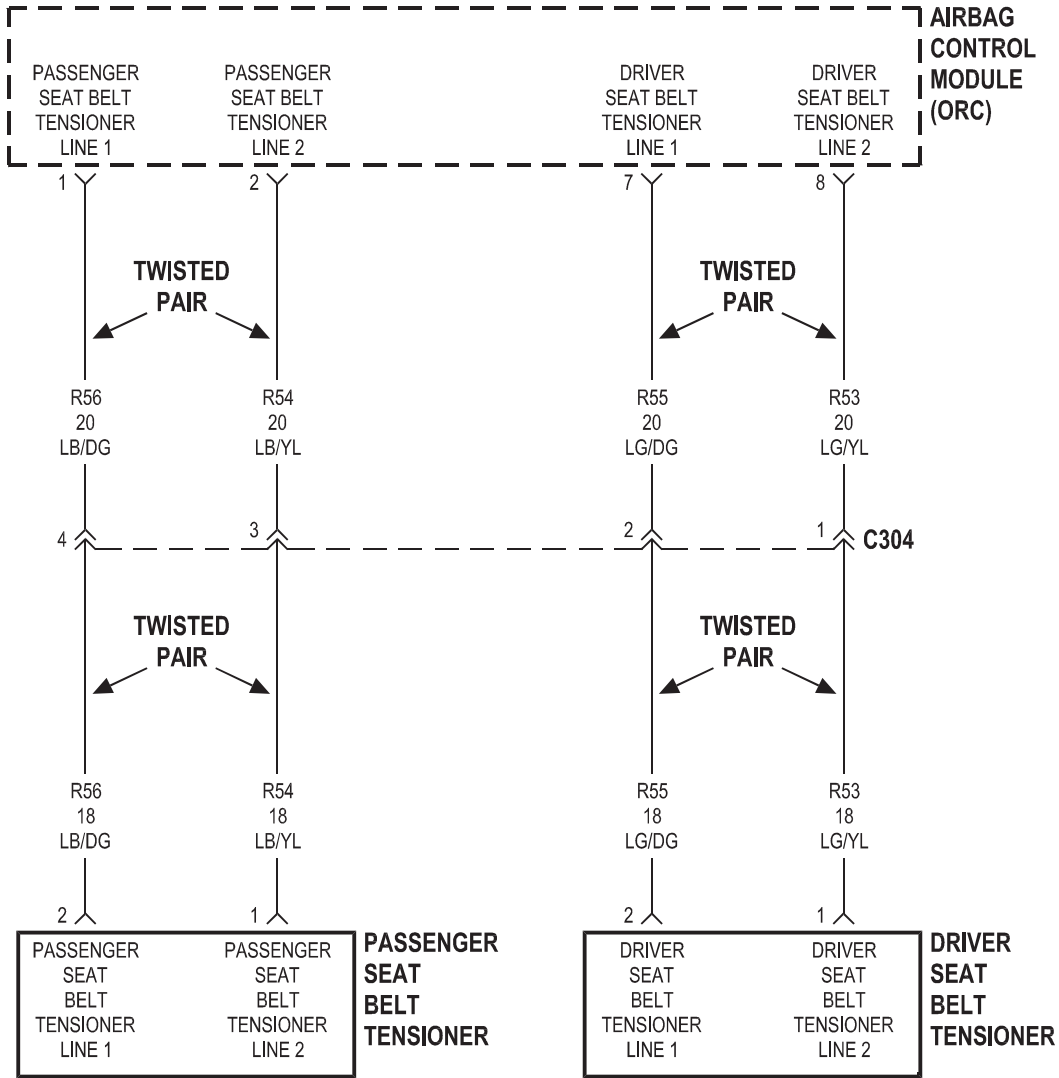 AIRBAG
CONTROL
MODULE
(ORC)
PASSENGER
SEAT BELT
TENSIONER
LINE 1
PASSENGER
SEAT BELT
TENSIONER
LINE 2
DRIVER
SEAT BELT
TENSIONER
LINE 1
DRIVER
SEAT BELT
TENSIONER
LINE 2
1
2
7
8
TWISTED
PAIR
TWISTED
PAIR
R56
20
LB/DG
R54
20
LB/YL
R55
20
LG/DG
R53
20
LG/YL
4
3
2
1
C304
TWISTED
PAIR
TWISTED
PAIR
R56
18
LB/DG
R54
18
LB/YL
R55
18
LG/DG
R53
18
LG/YL
2
1
2
1
PASSENGER
SEAT
BELT
TENSIONER
LINE 1
PASSENGER
SEAT
BELT
TENSIONER
LINE 2
PASSENGER
SEAT
BELT
TENSIONER
DRIVER
SEAT
BELT
TENSIONER
LINE 1
DRIVER
SEAT
BELT
TENSIONER
LINE 2
DRIVER
SEAT
BELT
TENSIONER